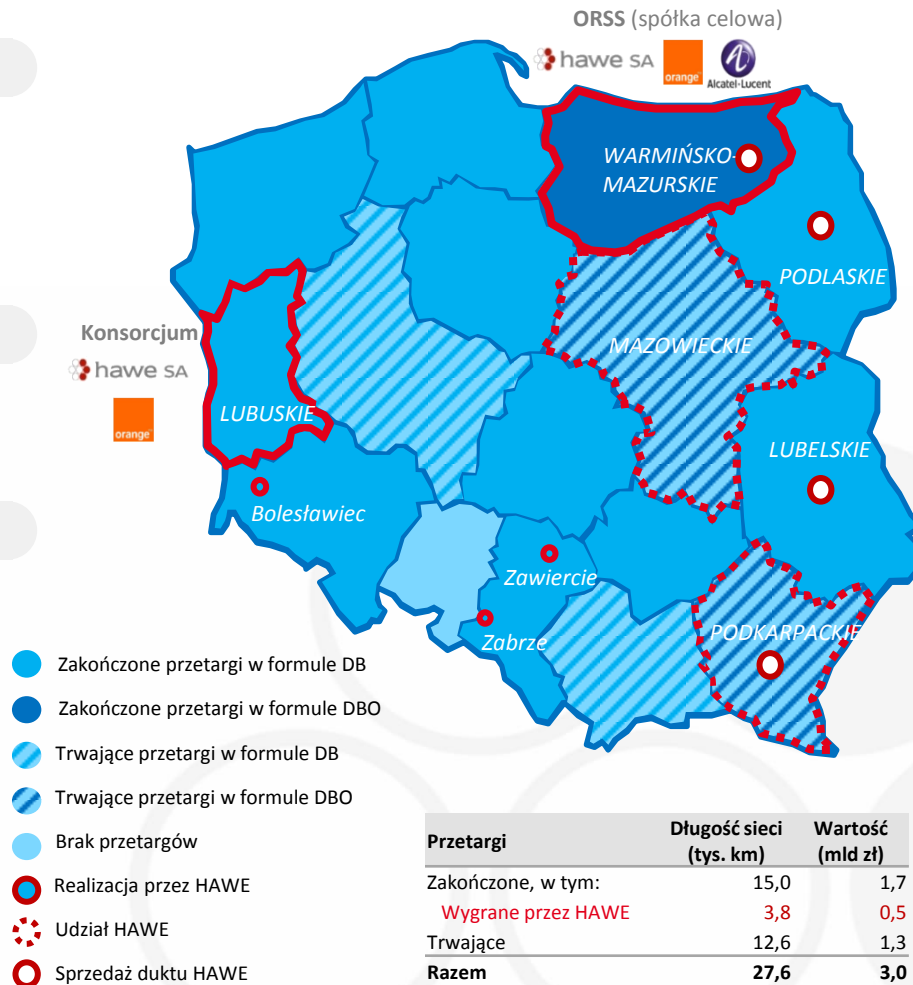 ORSS (spółka celowa)
hawe SA
orange
Alcatel-Lucent
WARMIŃSKO-
MAZURSKIE
PODLASKIE
Konsorcjum
hawe SA
orange
MAZOWIECKIE
LUBUSKIE
LUBELSKIE
Bolesławiec
Zawiercie
Zabrze
PODKARPACKIE
Zakończone przetargi w formule DB
Zakończone przetargi w formule DBO
Trwające przetargi w formule DB
Trwające przetargi w formule DBO
Brak przetargów
Realizacja przez HAWE
Udział HAWE
Sprzedaż duktu HAWE
Przetargi Długość sieci (tys. km) Wartość (mld zł)
Zakończone, w tym: 15,0 1,7
Wygrane przez HAWE 3,8 0,5
Trwające 12,6 1,3
Razem 27,6 3,0